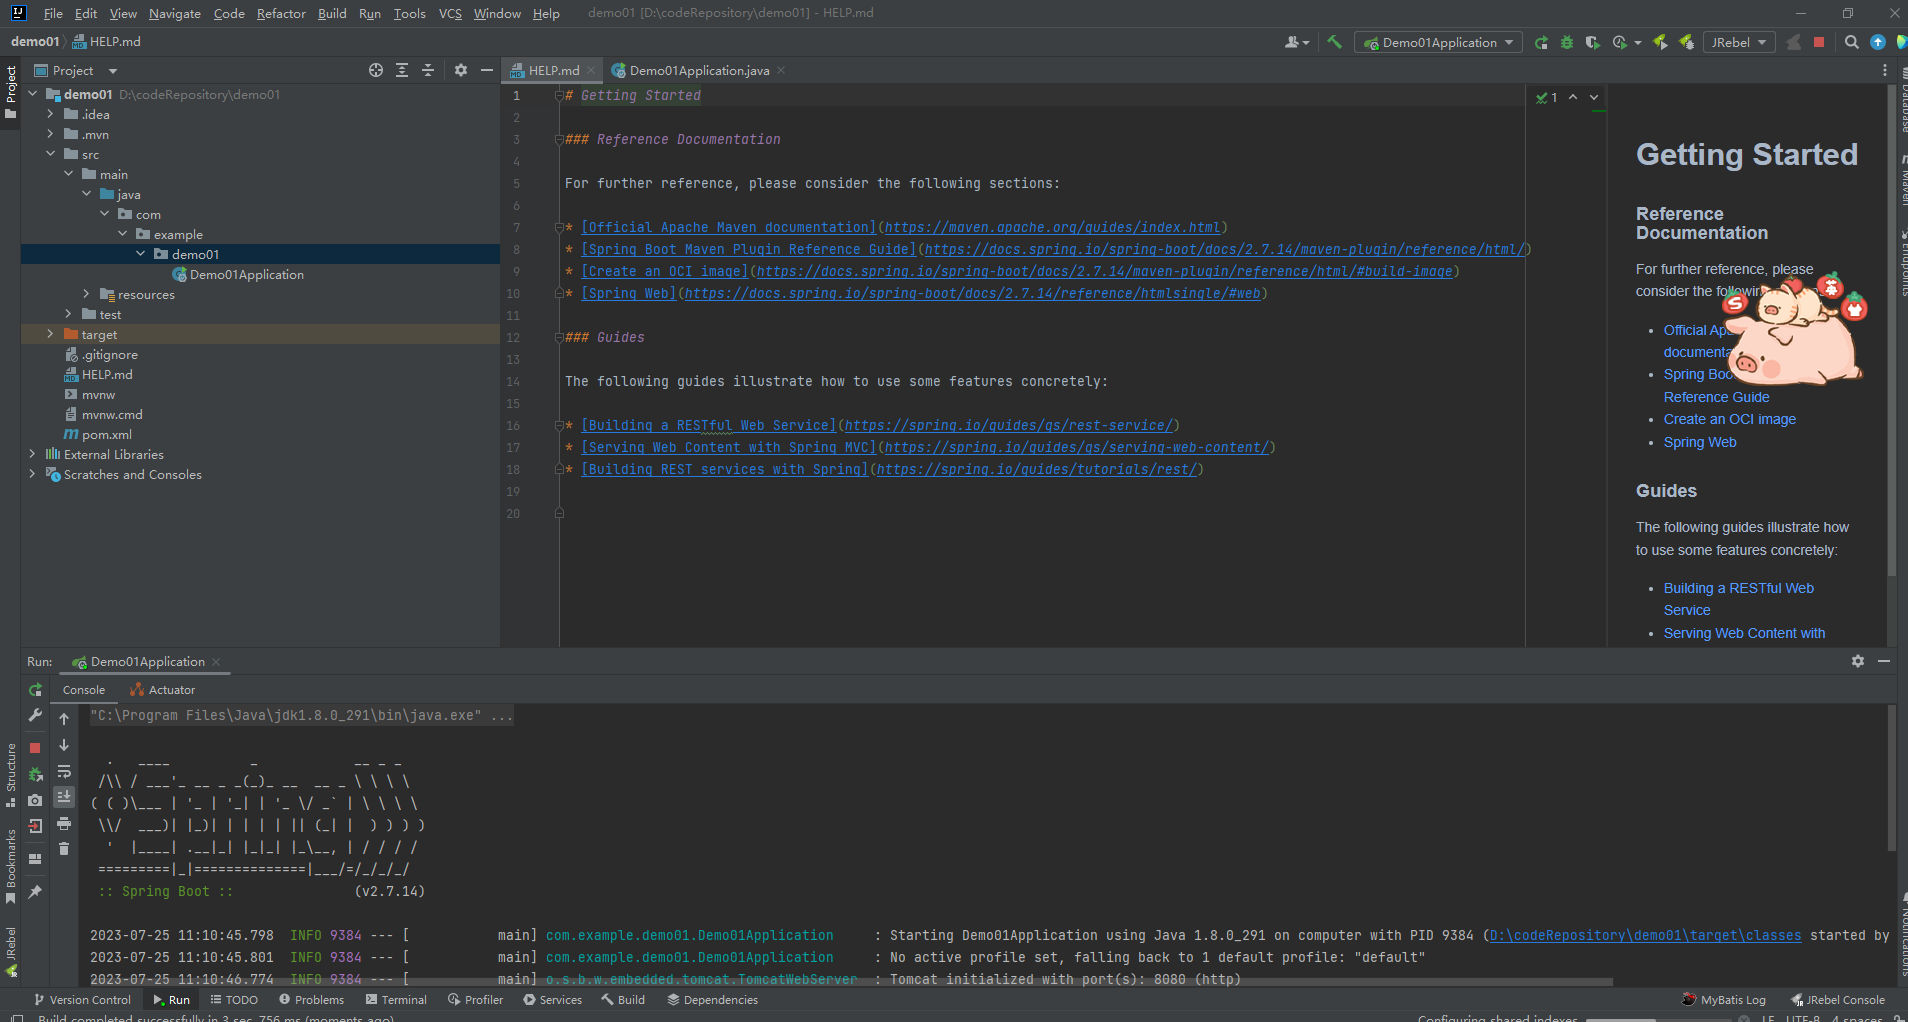 File Edit View Navigate Code Refactor Build Run Tools VCS Window Help demo01 [D:\codeRepository\demo01] - HELP.md
demo01 HELP.md
Demo01Application
JRebel
Project
Project
HELP.md
Demo01Application.java
demo01 D:\codeRepository\demo01
.idea
.mvn
src
main
java
com
example
demo01
Demo01Application
resources
test
target
.gitignore
HELP.md
mvnw
mvnw.cmd
pom.xml
External Libraries
Scratches and Consoles
1 # Getting Started
2
3 ### Reference Documentation
4
5 For further reference, please consider the following sections:
6
7 * [Official Apache Maven documentation](https://maven.apache.org/guides/index.html)
8 * [Spring Boot Maven Plugin Reference Guide](https://docs.spring.io/spring-boot/docs/2.7.14/maven-plugin/reference/html/)
9 * [Create an OCI image](https://docs.spring.io/spring-boot/docs/2.7.14/maven-plugin/reference/html/#build-image)
10 * [Spring Web](https://docs.spring.io/spring-boot/docs/2.7.14/reference/htmlsingle/#web)
11
12 ### Guides
13
14 The following guides illustrate how to use some features concretely:
15
16 * [Building a RESTful Web Service](https://spring.io/guides/gs/rest-service/)
17 * [Serving Web Content with Spring MVC](https://spring.io/guides/gs/serving-web-content/)
18 * [Building REST services with Spring](https://spring.io/guides/tutorials/rest/)
19
20
1
Getting Started
Reference
Documentation
For further reference, please
consider the
Official
Spring
Reference Guide
Create an OCI image
Spring Web
Guides
The following guides illustrate how
to use some features concretely:
Building a RESTful Web
Service
Serving Web Content with
Database
Maven
Endpoints
Notifications
Run: Demo01Application
Console Actuator
Structure
Bookmarks
JRebel
"C:\Program Files\Java\jdk1.8.0_291\bin\java.exe" ...
  .   ____          _            __ _ _
 /\\ / ___'_ __ _ _(_)_ __  __ _ \ \ \ \
( ( )\___ | '_ | '_| | '_ \/ _` | \ \ \ \
 \\/  ___)| |_)| | | | | || (_| |  ) ) ) )
  '  |____| .__|_| |_|_| |_\__, | / / / /
 =========|_|==============|___/=/_/_/_/
 :: Spring Boot ::               (v2.7.14)
2023-07-25 11:10:45.798  INFO 9384 --- [           main] com.example.demo01.Demo01Application     : Starting Demo01Application using Java 1.8.0_291 on computer with PID 9384 (D:\codeRepository\demo01\target\classes started by
2023-07-25 11:10:45.801  INFO 9384 --- [           main] com.example.demo01.Demo01Application     : No active profile set, falling back to 1 default profile: "default"
2023-07-25 11:10:46.774  INFO 9384 --- [           main] o.s.b.w.embedded.tomcat.TomcatWebServer  : Tomcat initialized with port(s): 8080 (http)
Version Control Run TODO Problems Terminal Profiler Services Build Dependencies MyBatis Log JRebel Console
Build completed successfully in 3 sec, 756 ms (moments ago) Configuring shared indexes LF UTF-8 4 spaces